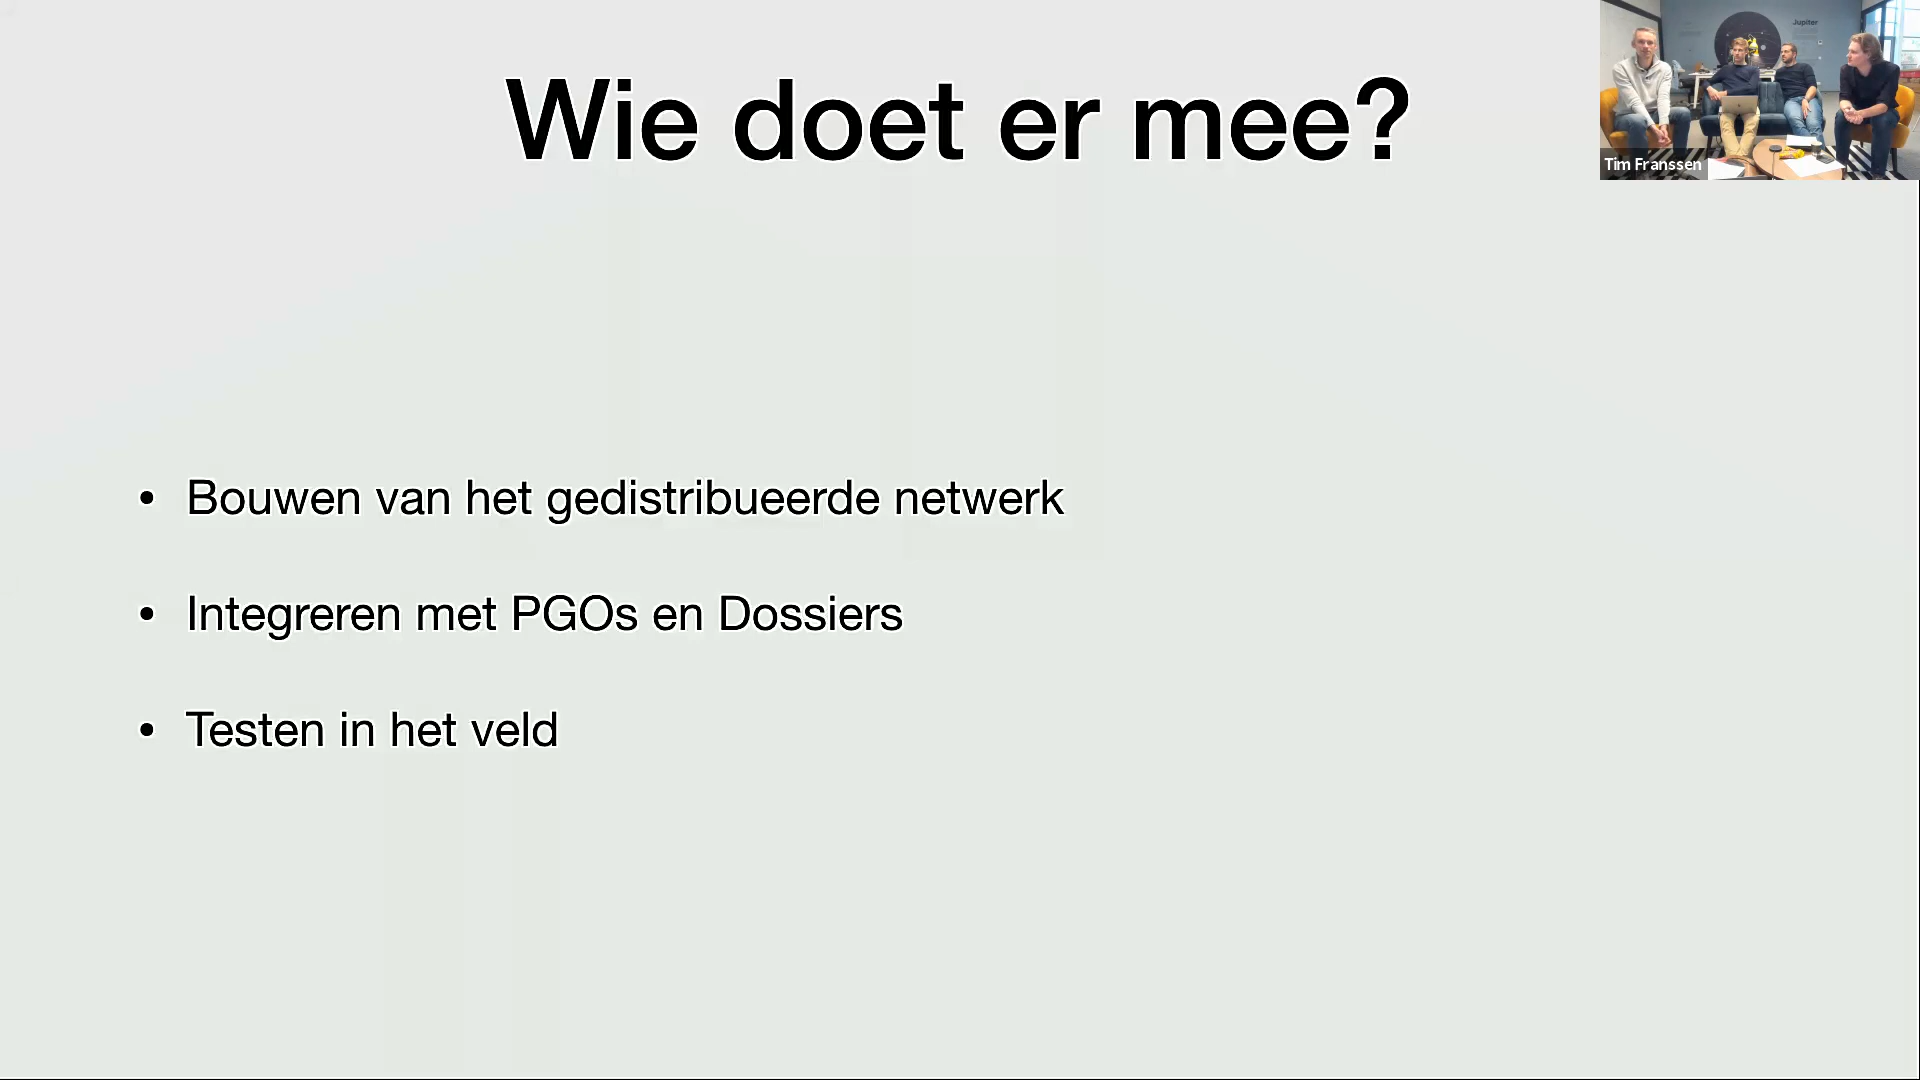 Wie doet er mee?
Jupiter
Tim Franssen
• Bouwen van het gedistribueerde netwerk
• Integreren met PGOs en Dossiers
• Testen in het veld